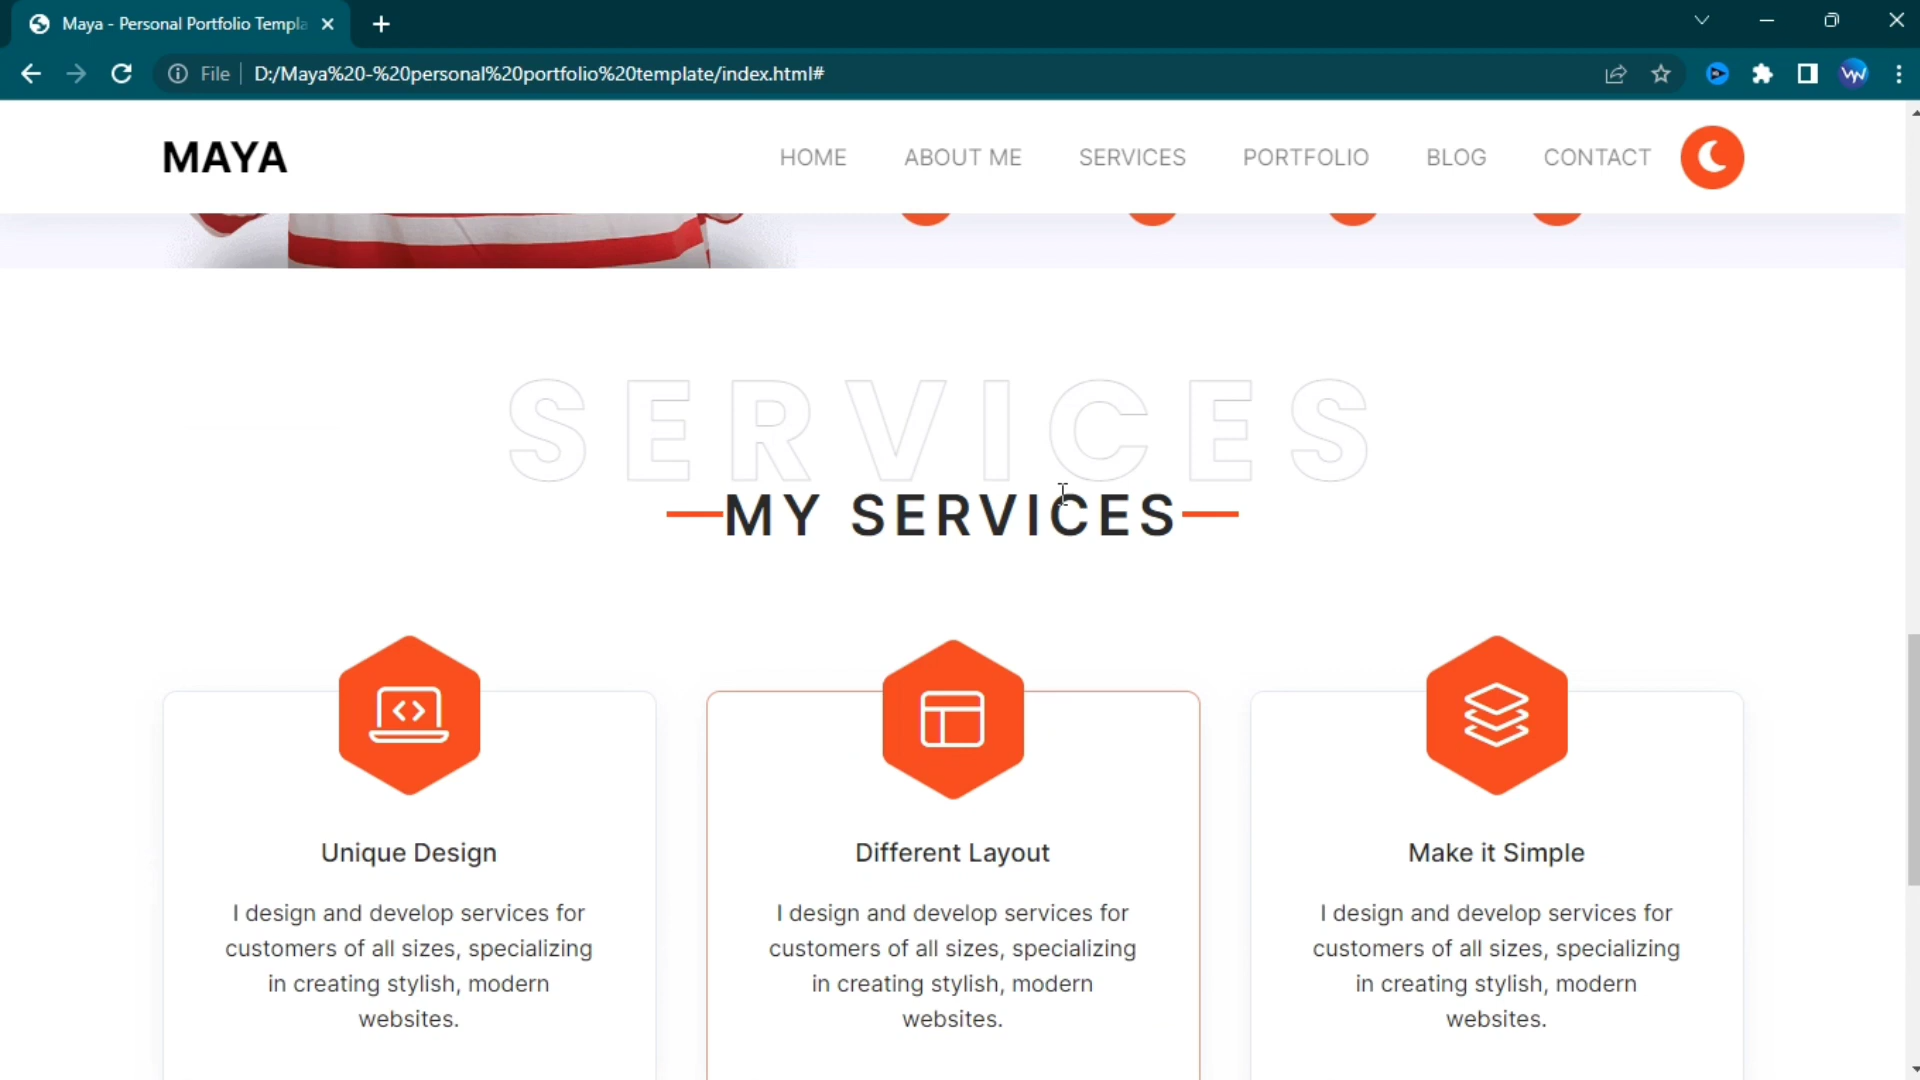 Maya - Personal Portfolio Templa
File D:/Maya%20-%20personal%20portfolio%20template/index.html#
MAYA
HOME ABOUT ME SERVICES PORTFOLIO BLOG CONTACT
SERVICES
MY SERVICES
Unique Design
I design and develop services for
customers of all sizes, specializing
in creating stylish, modern
websites.
Different Layout
I design and develop services for
customers of all sizes, specializing
in creating stylish, modern
websites.
Make it Simple
I design and develop services for
customers of all sizes, specializing
in creating stylish, modern
websites.